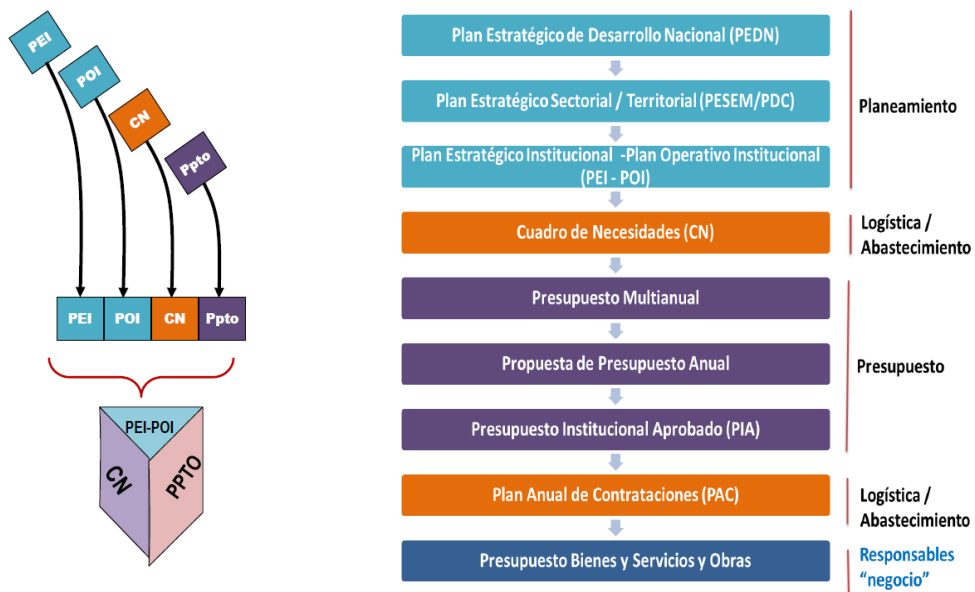 PEI
POI
CN
Ppto
PEI
POI
CN
Ppto
PEI-POI
CN
PPTO
Plan Estratégico de Desarrollo Nacional (PEDN)
Plan Estratégico Sectorial / Territorial (PESEM/PDC)
Plan Estratégico Institucional -Plan Operativo Institucional
(PEI - POI)
Planeamiento
Cuadro de Necesidades (CN)
Logística /
Abastecimiento
Presupuesto Multianual
Propuesta de Presupuesto Anual
Presupuesto Institucional Aprobado (PIA)
Presupuesto
Plan Anual de Contrataciones (PAC)
Logística /
Abastecimiento
Presupuesto Bienes y Servicios y Obras
Responsables
“negocio”